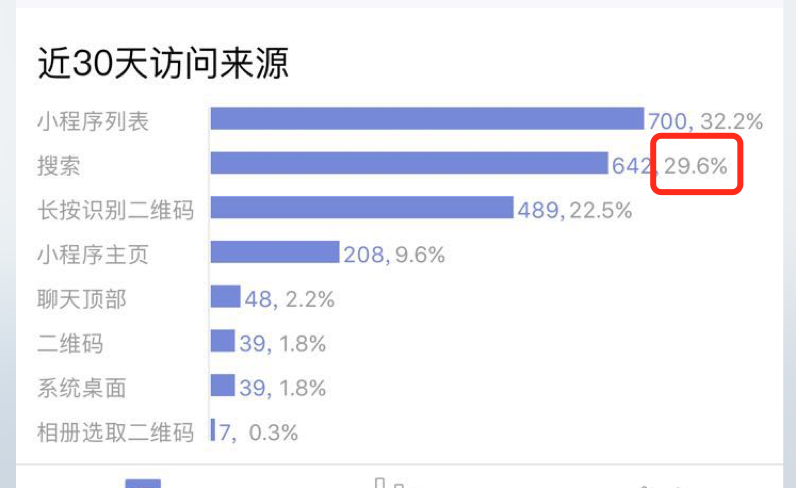 近30天访问来源
小程序列表 700, 32.2%
搜索 642, 29.6%
长按识别二维码 489, 22.5%
小程序主页 208, 9.6%
聊天顶部 48, 2.2%
二维码 39, 1.8%
系统桌面 39, 1.8%
相册选取二维码 7, 0.3%